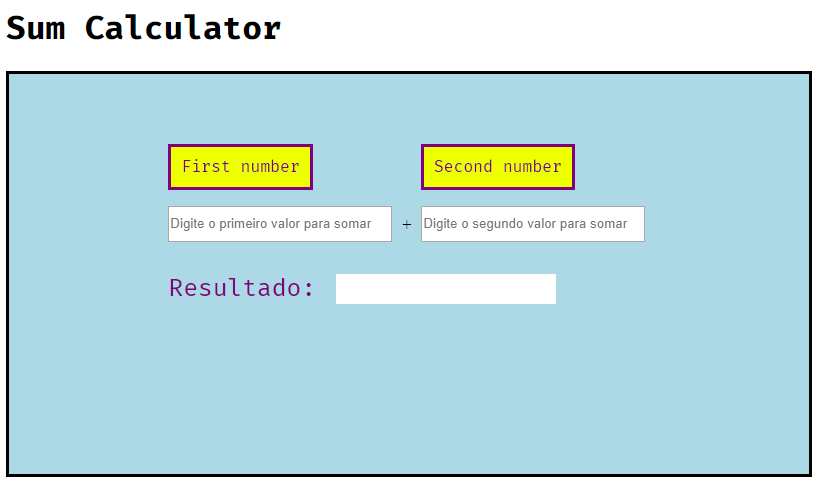 Sum Calculator
First number Second number
Digite o primeiro valor para somar + Digite o segundo valor para somar
Resultado: